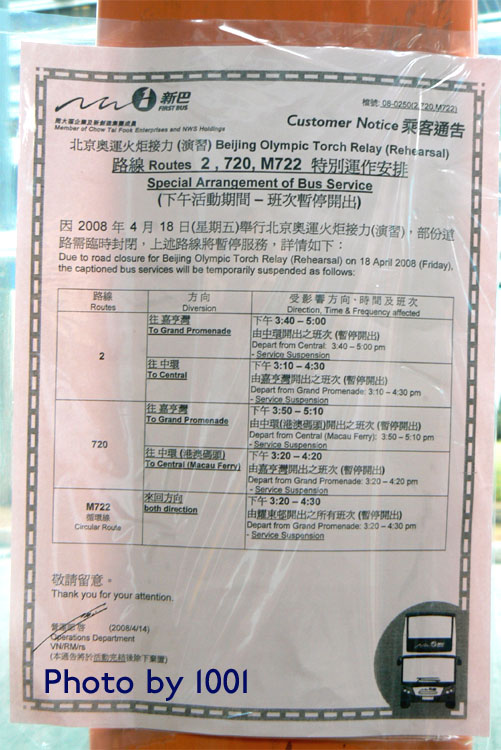 新巴
FIRST BUS
周大福企業及新創建集團成員
Member of Chow Tai Fook Enterprises and NWS Holdings
檔號: 08-0250(2,720,M722)
Customer Notice 乘客通告
北京奧運火炬接力 (演習) Beijing Olympic Torch Relay (Rehearsal)
路線 Routes 2 , 720, M722 特別運作安排
Special Arrangement of Bus Service
(下午活動期間 – 班次暫停開出)
因 2008 年 4 月 18 日(星期五)舉行北京奧運火炬接力(演習)，部份道
路需臨時封閉，上述路線將暫停服務，詳情如下：
Due to road closure for Beijing Olympic Torch Relay (Rehearsal) on 18 April 2008 (Friday),
the captioned bus services will be temporarily suspended as follows:
路線 方向 受影響方向、時間及班次
Routes Diversion Direction, Time & Frequency affected
2
往 嘉亨灣
To Grand Promenade
下午 3:40 – 5:00
由中環開出之班次 (暫停開出)
Depart from Central: 3:40 – 5:00 pm
- Service Suspension
往 中環
To Central
下午 3:10 – 4:30
由嘉亨灣開出之班次 (暫停開出)
Depart from Grand Promenade: 3:10 – 4:30 pm
- Service Suspension
720
往 嘉亨灣
To Grand Promenade
下午 3:50 – 5:10
由中環(港澳碼頭)開出之班次 (暫停開出)
Depart from Central (Macau Ferry): 3:50 – 5:10 pm
- Service Suspension
往 中環 (港澳碼頭)
To Central (Macau Ferry)
下午 3:20 – 4:20
由嘉亨灣開出之班次 (暫停開出)
Depart from Grand Promenade: 3:20 – 4:20 pm
- Service Suspension
M722
循環線
Circular Route
來回方向
both direction
下午 3:20 – 4:30
由耀東邨開出之所有班次 (暫停開出)
Depart from Grand Promenade: 3:20 – 4:30 pm
- Service Suspension
敬請留意。
Thank you for your attention.
營運部 啓 (2008/4/14)
Operations Department
VN/RM/rs
(本通告將於活動完結後除下棄置)
Photo by 1001